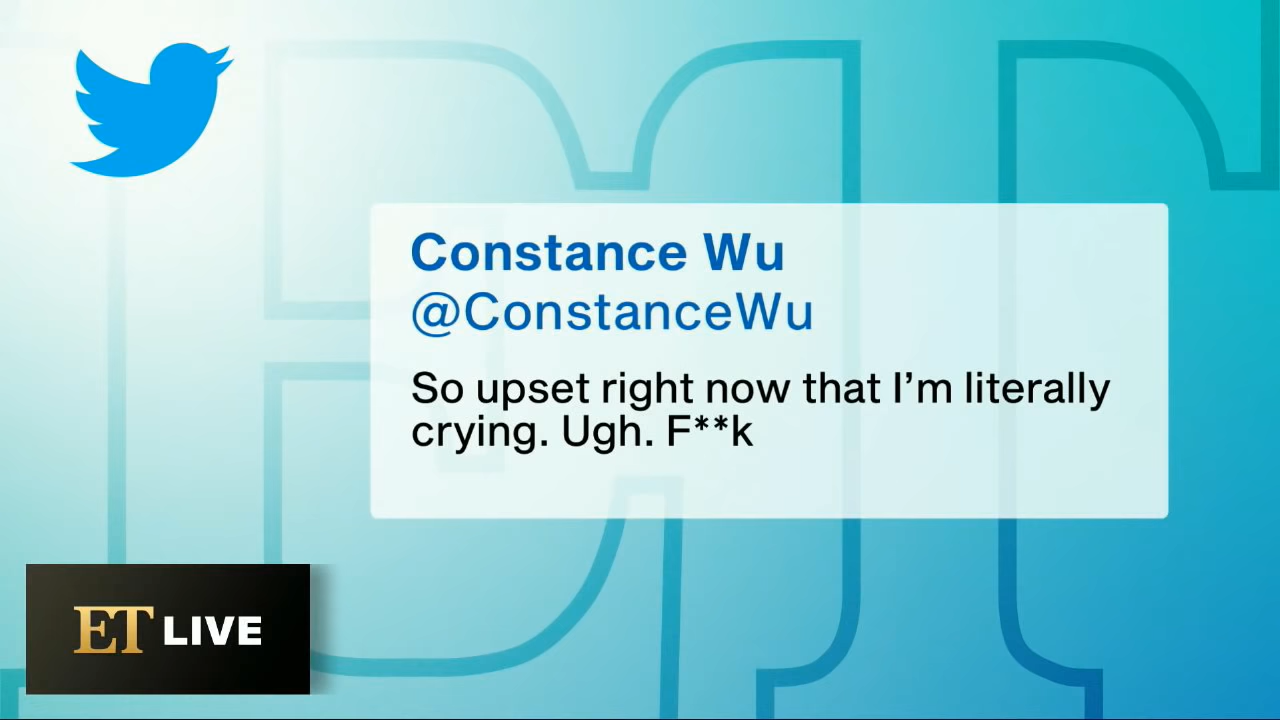 Constance Wu
@ConstanceWu
So upset right now that I’m literally
crying. Ugh. F**k
ET LIVE